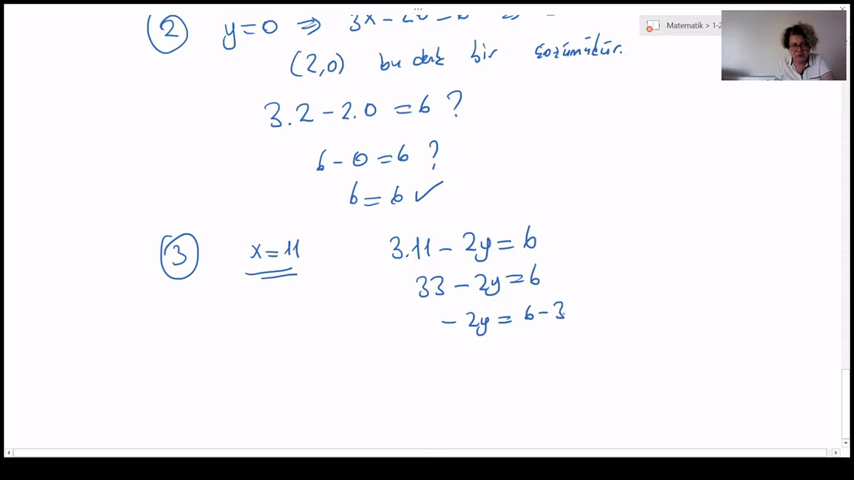 ② y=0 ⇒ 3x-
(2,0) bu denk bir çözümüdür.
3.2 - 2.0 = 6 ?
6 - 0 = 6 ?
6 = 6 ✓
③ x = 11 3.11 - 2y = 6
33 - 2y = 6
- 2y = 6 - 3
Matematik > 1-2